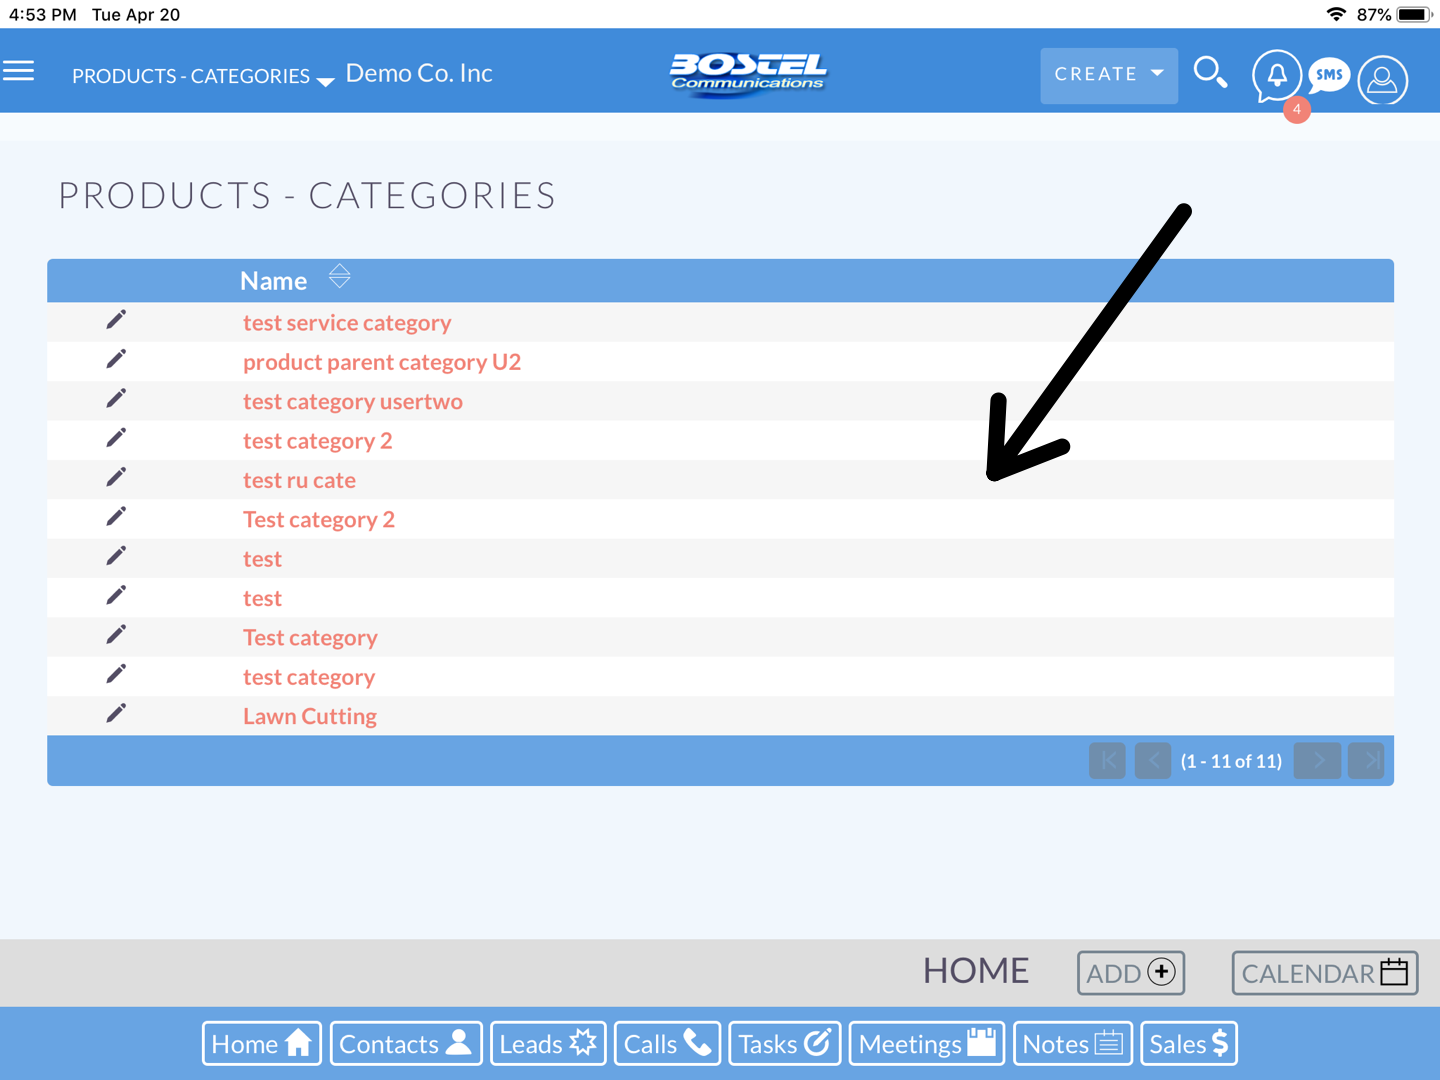 4:53 PM Tue Apr 20 87%
PRODUCTS - CATEGORIES Demo Co. Inc BOSTEL Communications CREATE SMS
4
PRODUCTS - CATEGORIES
Name
test service category
product parent category U2
test category usertwo
test category 2
test ru cate
Test category 2
test
test
Test category
test category
Lawn Cutting
(1 - 11 of 11)
HOME ADD CALENDAR
Home Contacts Leads Calls Tasks Meetings Notes Sales $